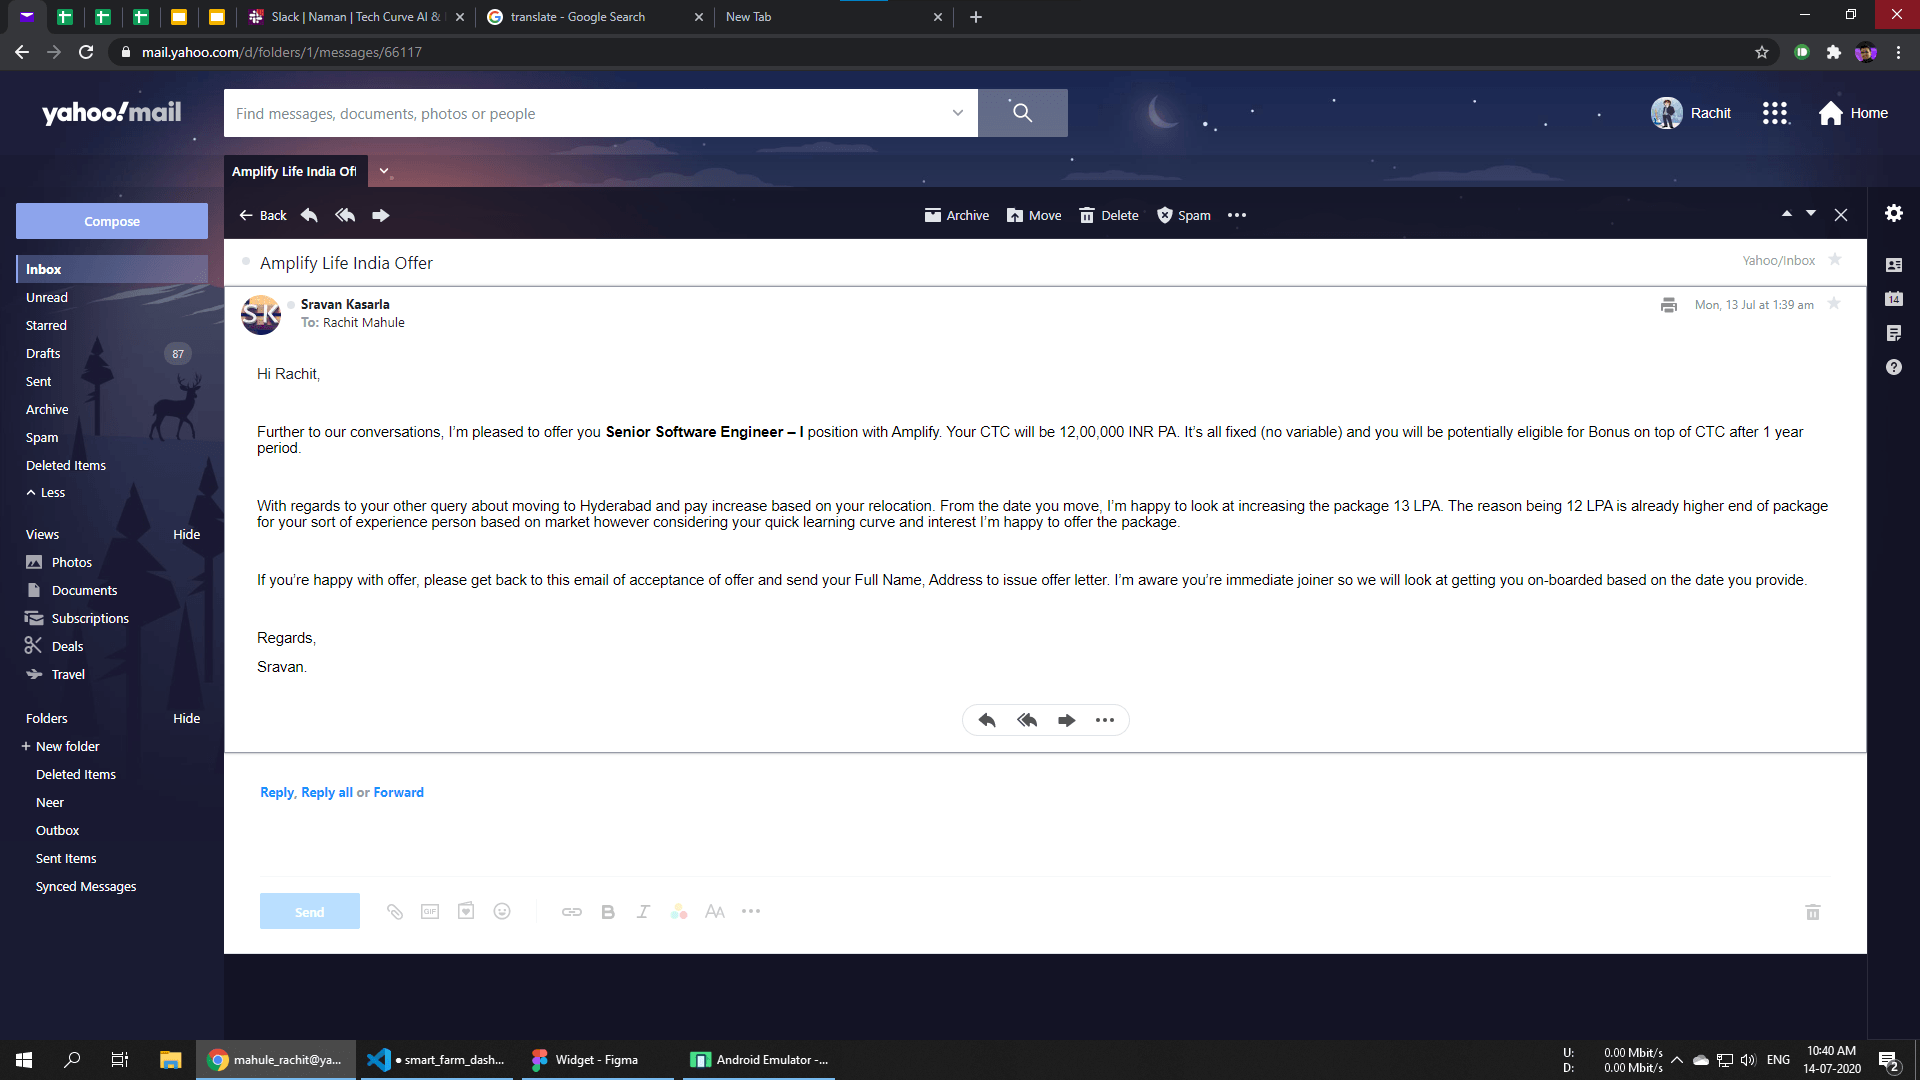 Slack | Naman | Tech Curve AI &
translate - Google Search
New Tab
mail.yahoo.com/d/folders/1/messages/66117
yahoo!mail
Find messages, documents, photos or people
Rachit
Home
Amplify Life India Off
Compose
Back
Archive
Move
Delete
Spam
Inbox
Unread
Starred
Drafts
87
Sent
Archive
Spam
Deleted Items
Less
Views
Hide
Photos
Documents
Subscriptions
Deals
Travel
Folders
Hide
+ New folder
Deleted Items
Neer
Outbox
Sent Items
Synced Messages
Amplify Life India Offer
Yahoo/Inbox
SK
Sravan Kasarla
To: Rachit Mahule
Mon, 13 Jul at 1:39 am
14
Hi Rachit,
Further to our conversations, I’m pleased to offer you Senior Software Engineer – I position with Amplify. Your CTC will be 12,00,000 INR PA. It’s all fixed (no variable) and you will be potentially eligible for Bonus on top of CTC after 1 year
period.
With regards to your other query about moving to Hyderabad and pay increase based on your relocation. From the date you move, I’m happy to look at increasing the package 13 LPA. The reason being 12 LPA is already higher end of package
for your sort of experience person based on market however considering your quick learning curve and interest I’m happy to offer the package.
If you’re happy with offer, please get back to this email of acceptance of offer and send your Full Name, Address to issue offer letter. I’m aware you’re immediate joiner so we will look at getting you on-boarded based on the date you provide.
Regards,
Sravan.
Reply, Reply all or Forward
Send
GIF
B
I
AA
mahule_rachit@ya...
● smart_farm_dash...
Widget - Figma
Android Emulator -...
U: 0.00 Mbit/s
D: 0.00 Mbit/s
ENG
10:40 AM
14-07-2020
2